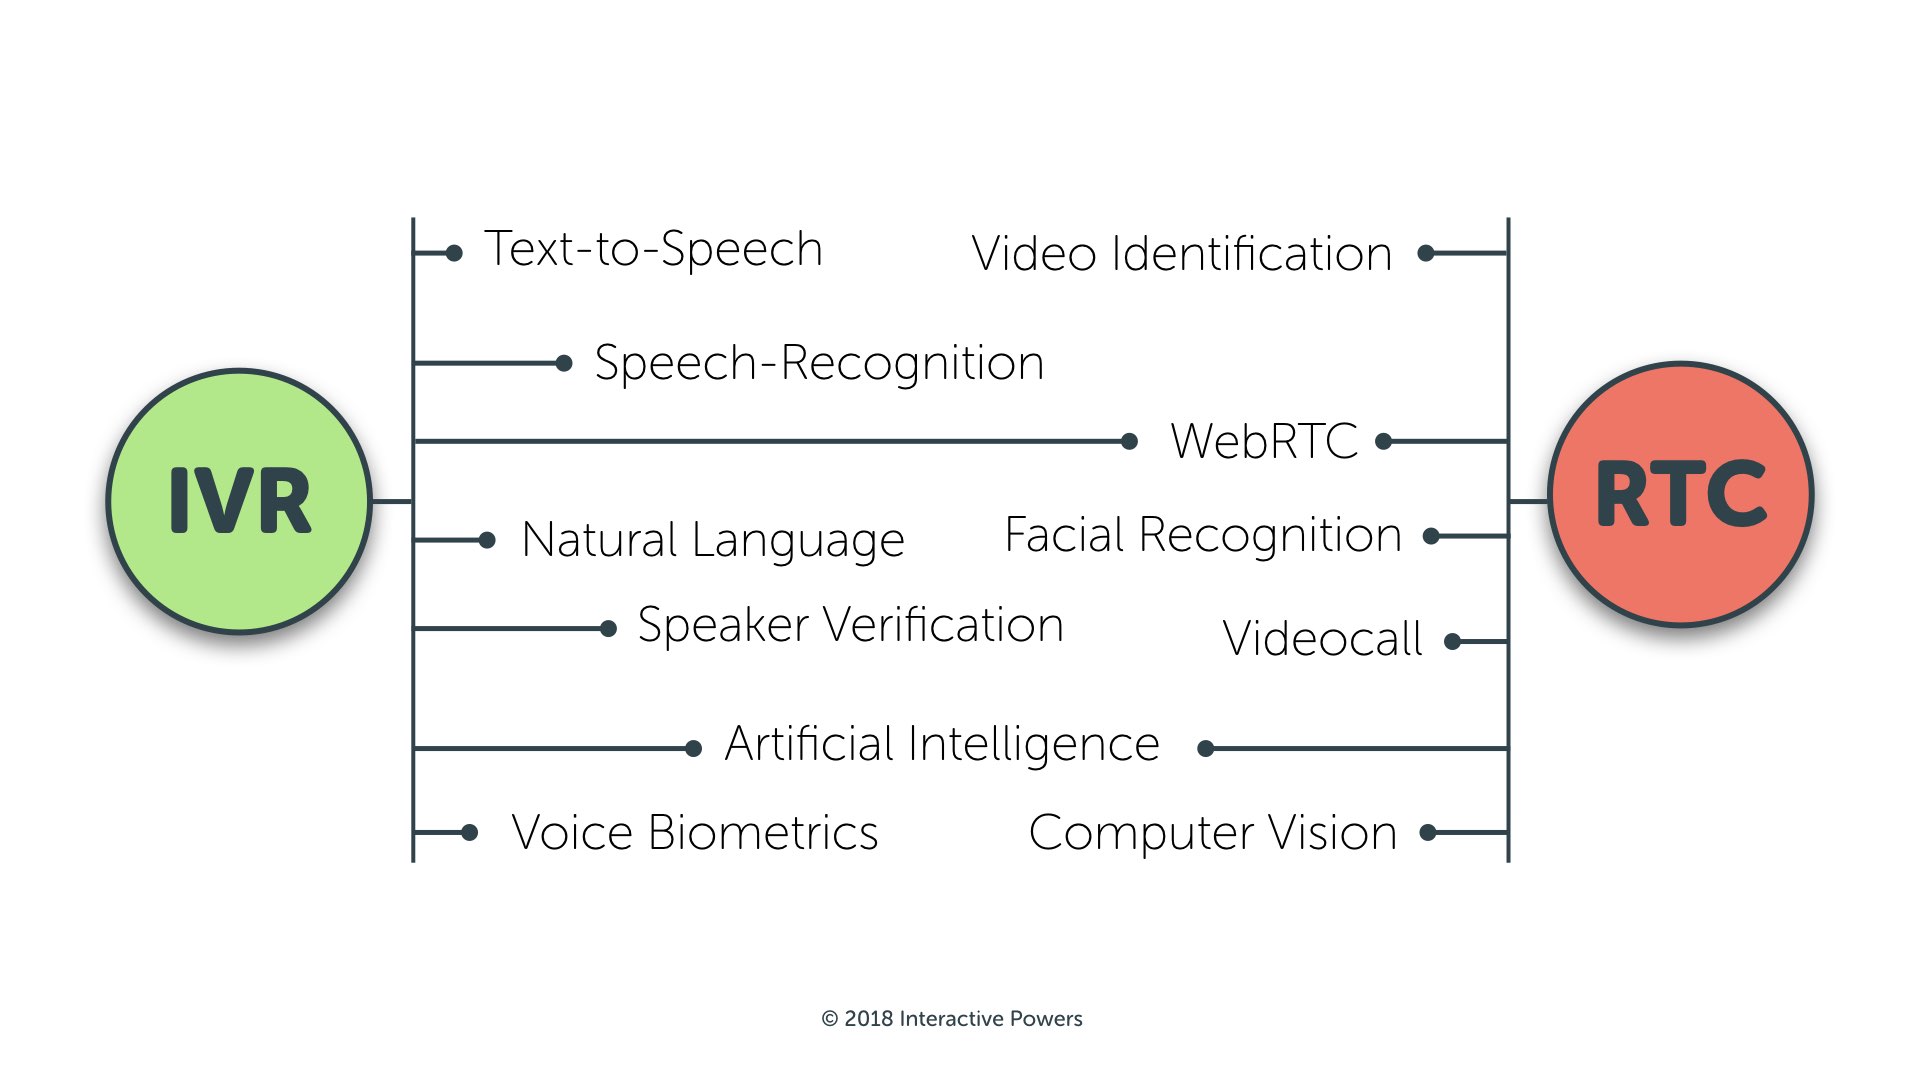 Text-to-Speech
Video Identification
Speech-Recognition
WebRTC
IVR
RTC
Natural Language
Facial Recognition
Speaker Verification
Videocall
Artificial Intelligence
Voice Biometrics
Computer Vision
© 2018 Interactive Powers